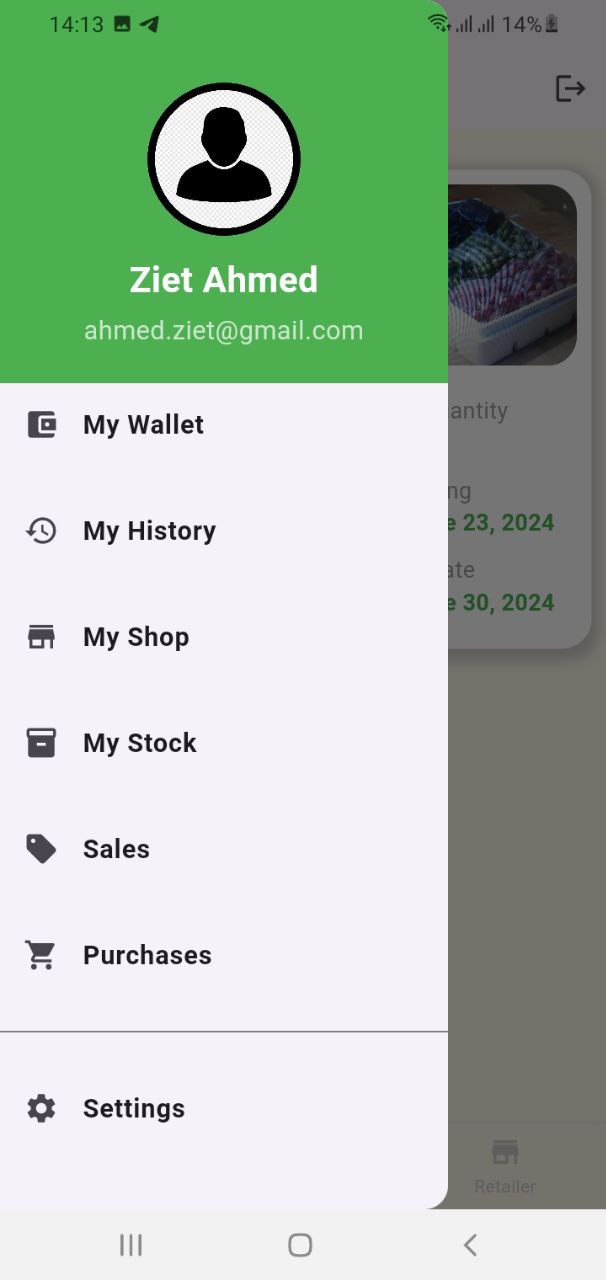 14:13
14%
Ziet Ahmed
ahmed.ziet@gmail.com
My Wallet
antity
My History
ng
23, 2024
ate
30, 2024
My Shop
My Stock
Sales
Purchases
Settings
Retailer